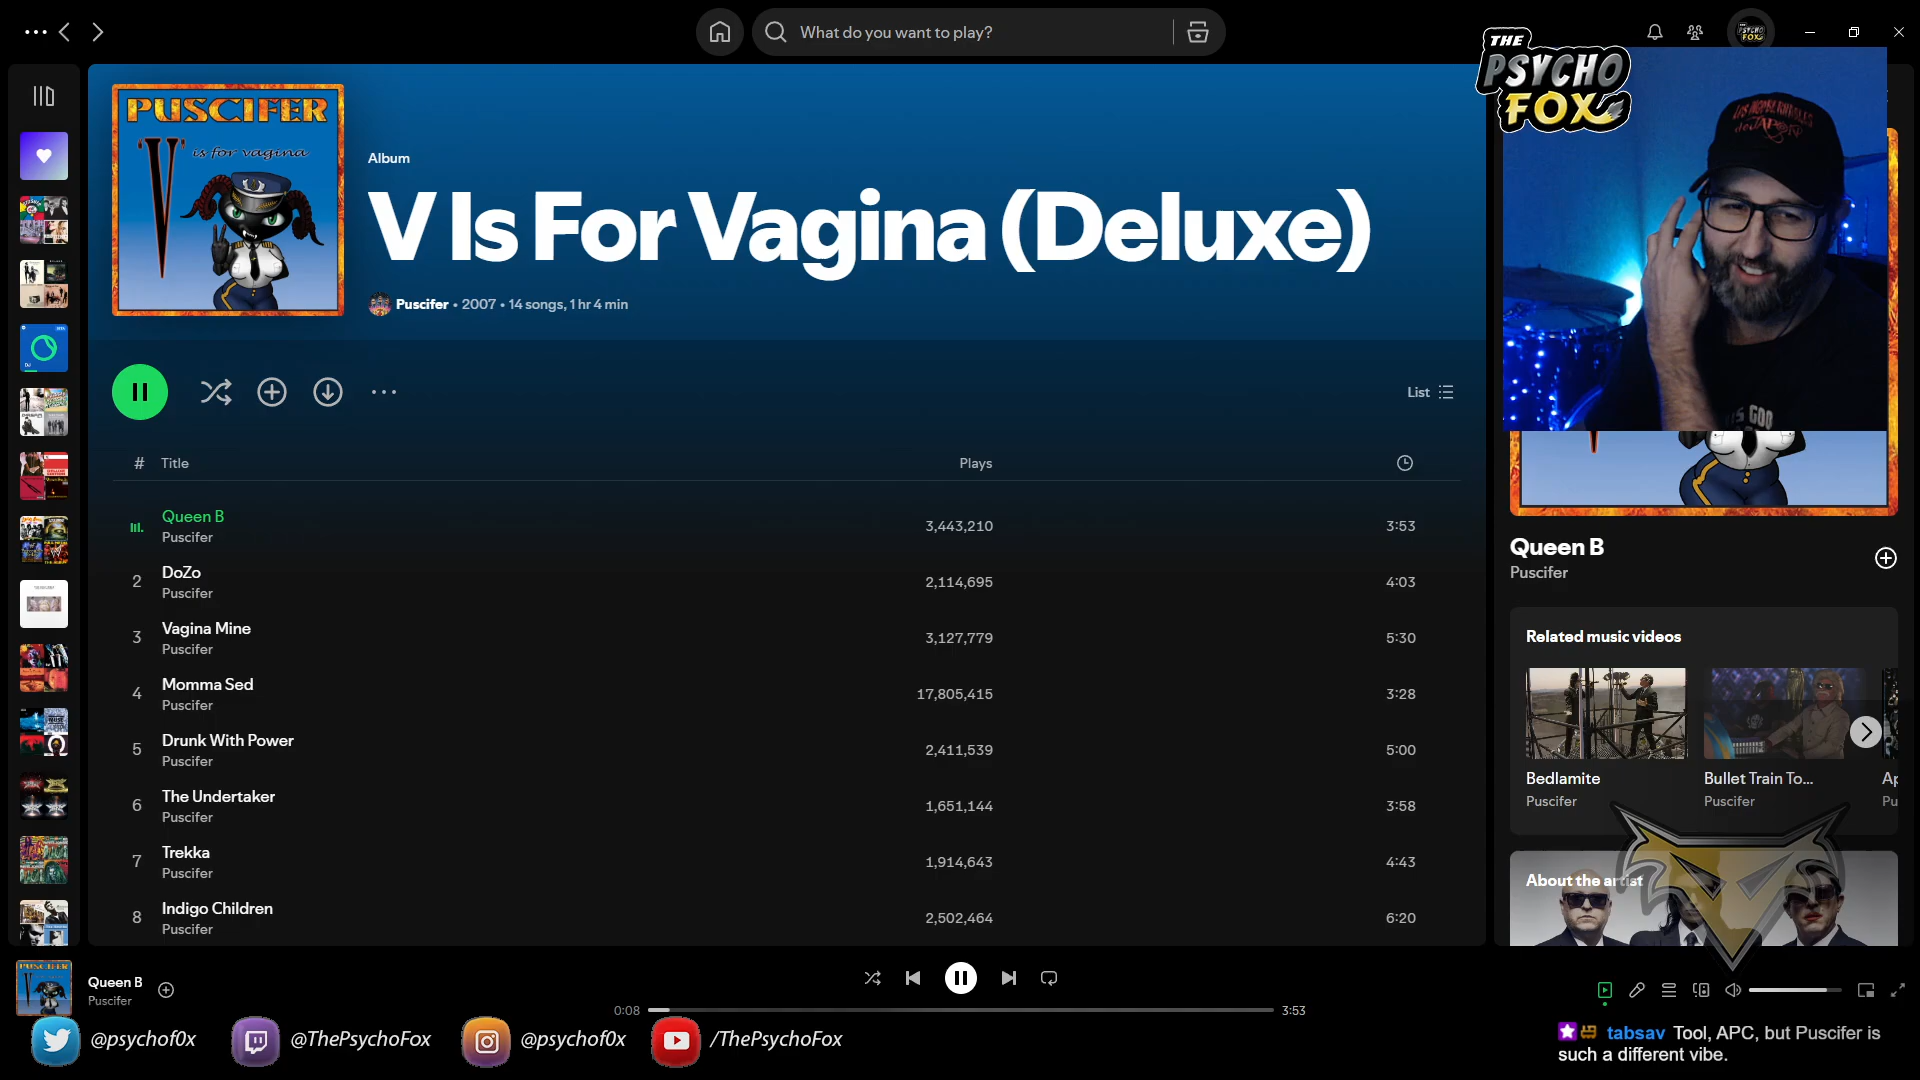 What do you want to play?
THE
PSYCHO
FOX
PUSCIFER
'V' is for vagina
Album
V Is For Vagina (Deluxe)
Puscifer • 2007 • 14 songs, 1 hr 4 min
List
# Title Plays
Queen B
Puscifer
3,443,210 3:53
2 DoZo
Puscifer
2,114,695 4:03
3 Vagina Mine
Puscifer
3,127,779 5:30
4 Momma Sed
Puscifer
17,805,415 3:28
5 Drunk With Power
Puscifer
2,411,539 5:00
6 The Undertaker
Puscifer
1,651,144 3:58
7 Trekka
Puscifer
1,914,643 4:43
8 Indigo Children
Puscifer
2,502,464 6:20
Queen B
Puscifer
Related music videos
Bedlamite
Puscifer
Bullet Train To...
Puscifer
Ap
Pu
About the artist
PUSCIFER
Queen B
Puscifer
0:08 3:53
@psychof0x @ThePsychoFox @psychof0x /ThePsychoFox
tabsav Tool, APC, but Puscifer is
such a different vibe.